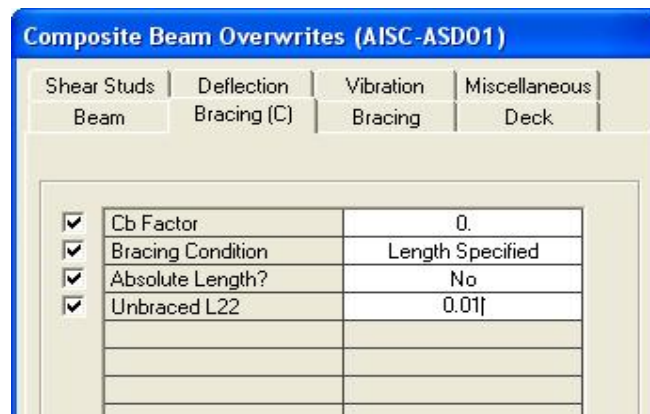 Composite Beam Overwrites (AISC-ASD01)
Shear Studs Deflection Vibration Miscellaneous
Beam Bracing (C) Bracing Deck
Cb Factor 0.
Bracing Condition Length Specified
Absolute Length? No
Unbraced L22 0.01